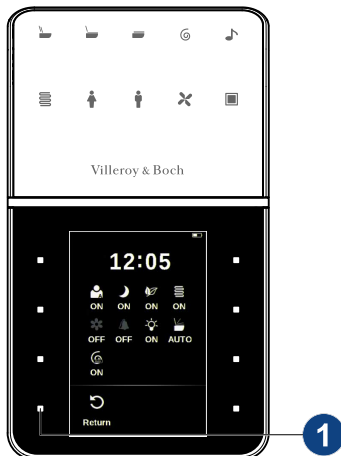 Villeroy & Boch
12:05
ON ON ON ON
OFF OFF ON AUTO
ON
Return
1